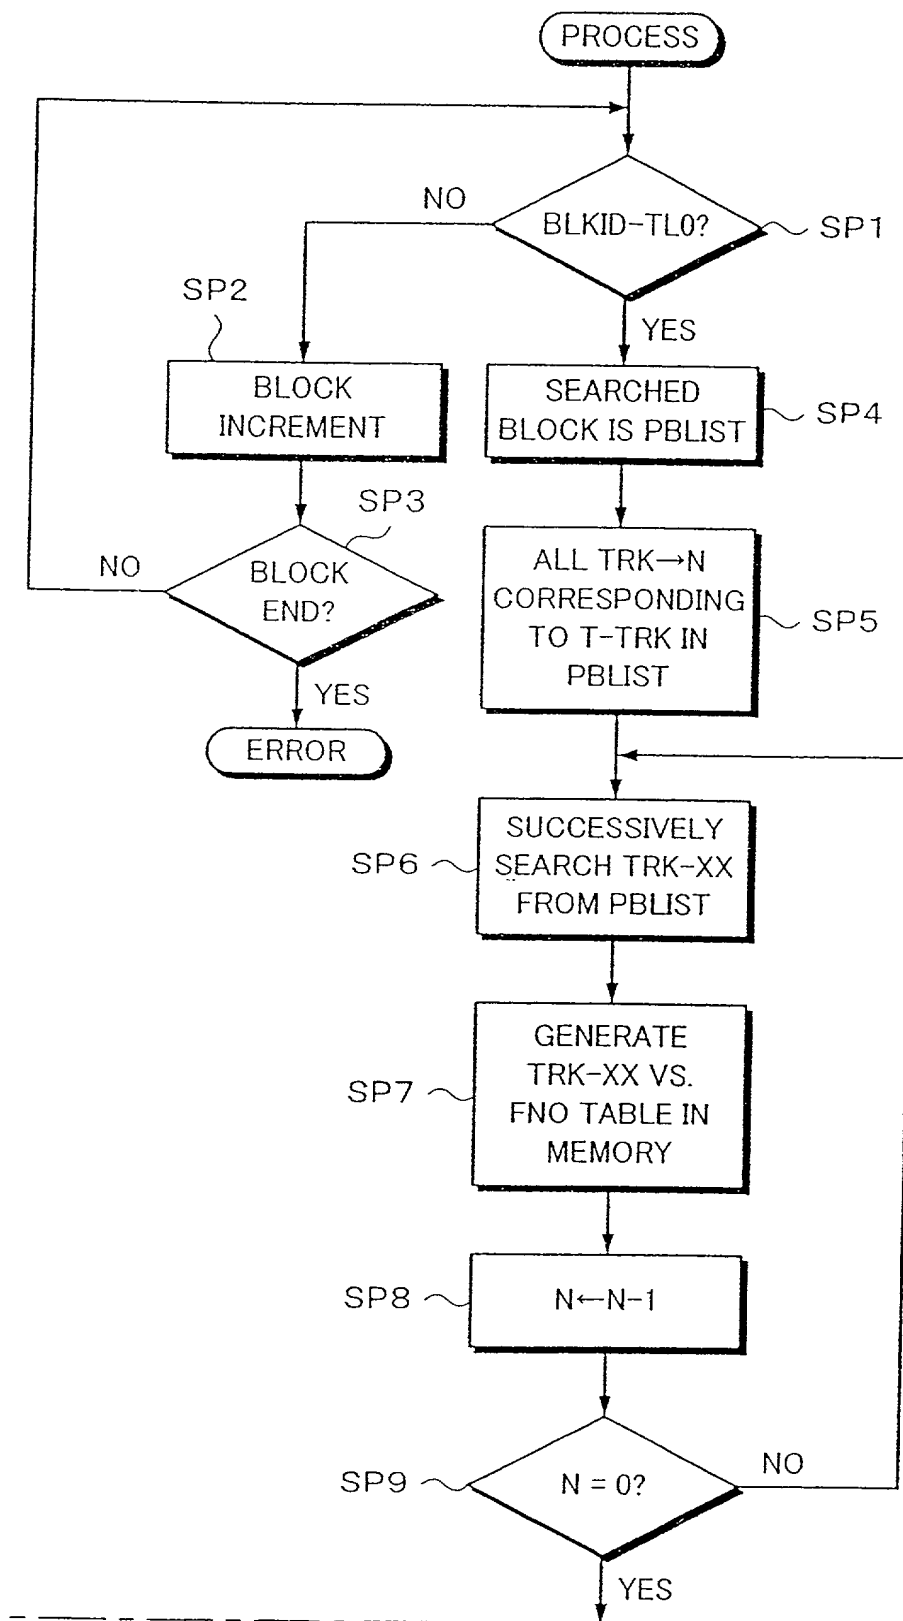 PROCESS
NO
BLKID-TL0?
SP1
SP2
YES
BLOCK
INCREMENT
SEARCHED
BLOCK IS PBLIST
SP4
SP3
NO
BLOCK
END?
ALL TRK→N
CORRESPONDING
TO T-TRK IN
PBLIST
SP5
YES
ERROR
SP6
SUCCESSIVELY
SEARCH TRK-XX
FROM PBLIST
SP7
GENERATE
TRK-XX VS.
FNO TABLE IN
MEMORY
SP8
N←N-1
SP9
N = 0?
NO
YES